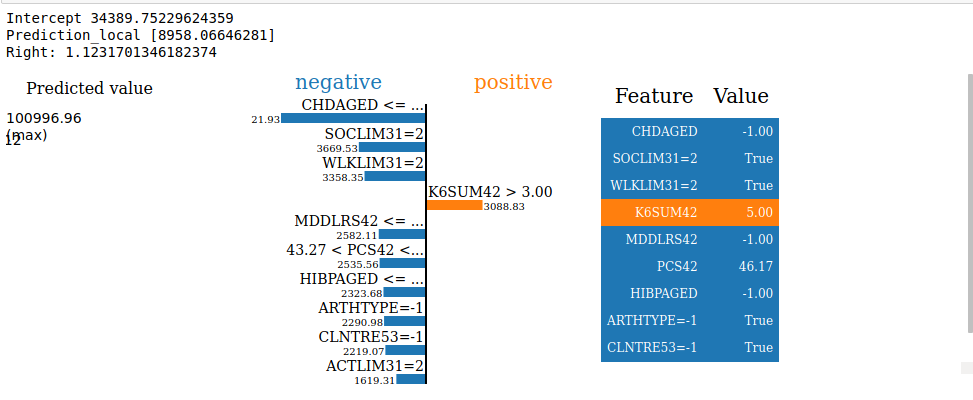 Intercept 34389.75229624359
Prediction_local [8958.06646281]
Right: 1.1231701346182374
Predicted value
100996.96
(max)
12
negative positive
CHDAGED <= ...
21.93
SOCLIM31=2
3669.53
WLKLIM31=2
3358.35
K6SUM42 > 3.00
3088.83
MDDLRS42 <= ...
2582.11
43.27 < PCS42 <...
2535.56
HIBPAGED <= ...
2323.68
ARTHTYPE=-1
2290.98
CLNTRE53=-1
2219.07
ACTLIM31=2
1619.31
Feature Value
CHDAGED -1.00
SOCLIM31=2 True
WLKLIM31=2 True
K6SUM42 5.00
MDDLRS42 -1.00
PCS42 46.17
HIBPAGED -1.00
ARTHTYPE=-1 True
CLNTRE53=-1 True